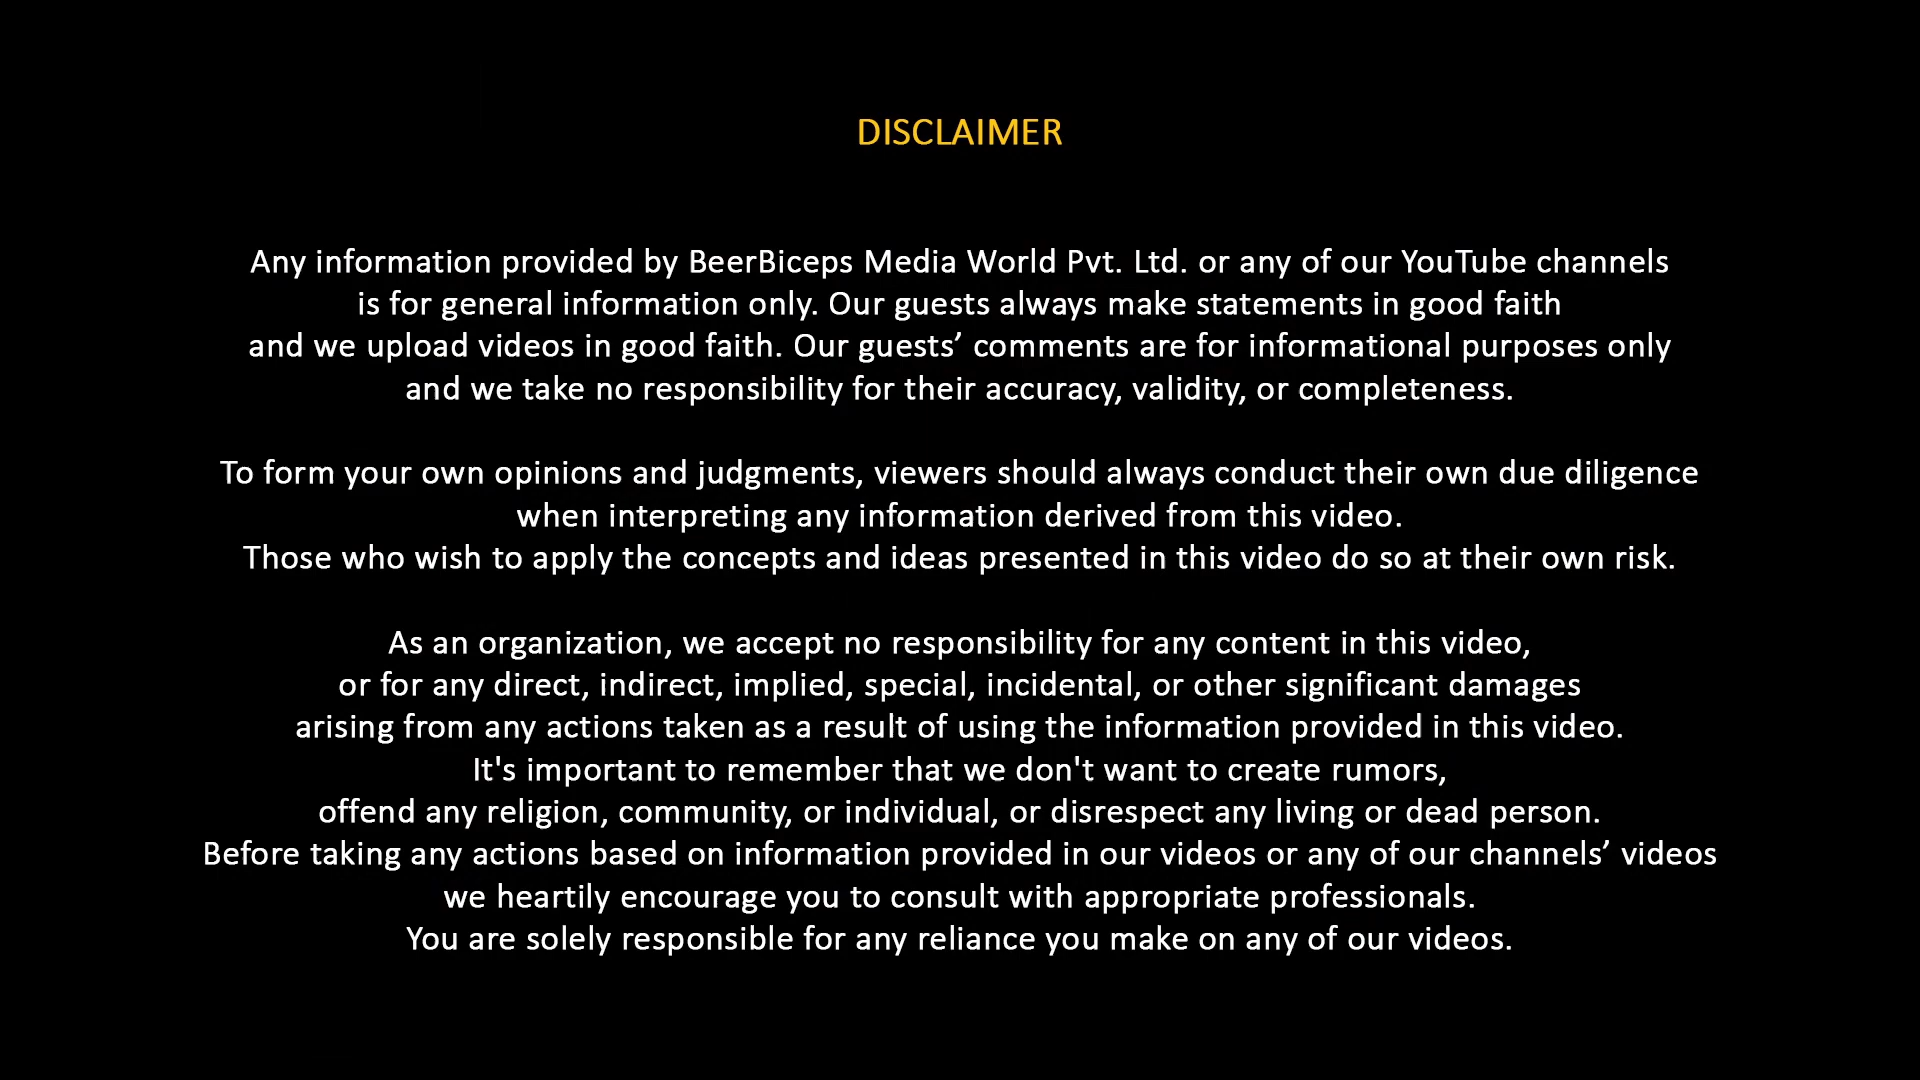 DISCLAIMER
Any information provided by BeerBiceps Media World Pvt. Ltd. or any of our YouTube channels
is for general information only. Our guests always make statements in good faith
and we upload videos in good faith. Our guests’ comments are for informational purposes only
and we take no responsibility for their accuracy, validity, or completeness.
To form your own opinions and judgments, viewers should always conduct their own due diligence
when interpreting any information derived from this video.
Those who wish to apply the concepts and ideas presented in this video do so at their own risk.
As an organization, we accept no responsibility for any content in this video,
or for any direct, indirect, implied, special, incidental, or other significant damages
arising from any actions taken as a result of using the information provided in this video.
It's important to remember that we don't want to create rumors,
offend any religion, community, or individual, or disrespect any living or dead person.
Before taking any actions based on information provided in our videos or any of our channels’ videos
we heartily encourage you to consult with appropriate professionals.
You are solely responsible for any reliance you make on any of our videos.